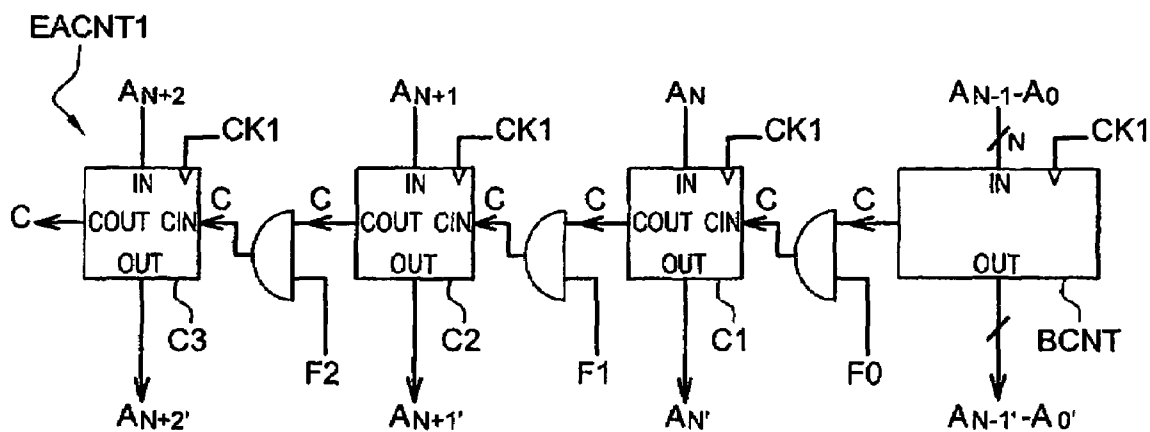 EACNT1
AN+2 AN+1 AN AN-1-A0
CK1 CK1 CK1 N CK1
IN IN IN IN
C COUT CIN C C COUT CIN C C COUT CIN C C
OUT OUT OUT OUT
C3 F2 C2 F1 C1 F0 BCNT
AN+2' AN+1' AN' AN-1'-A0'